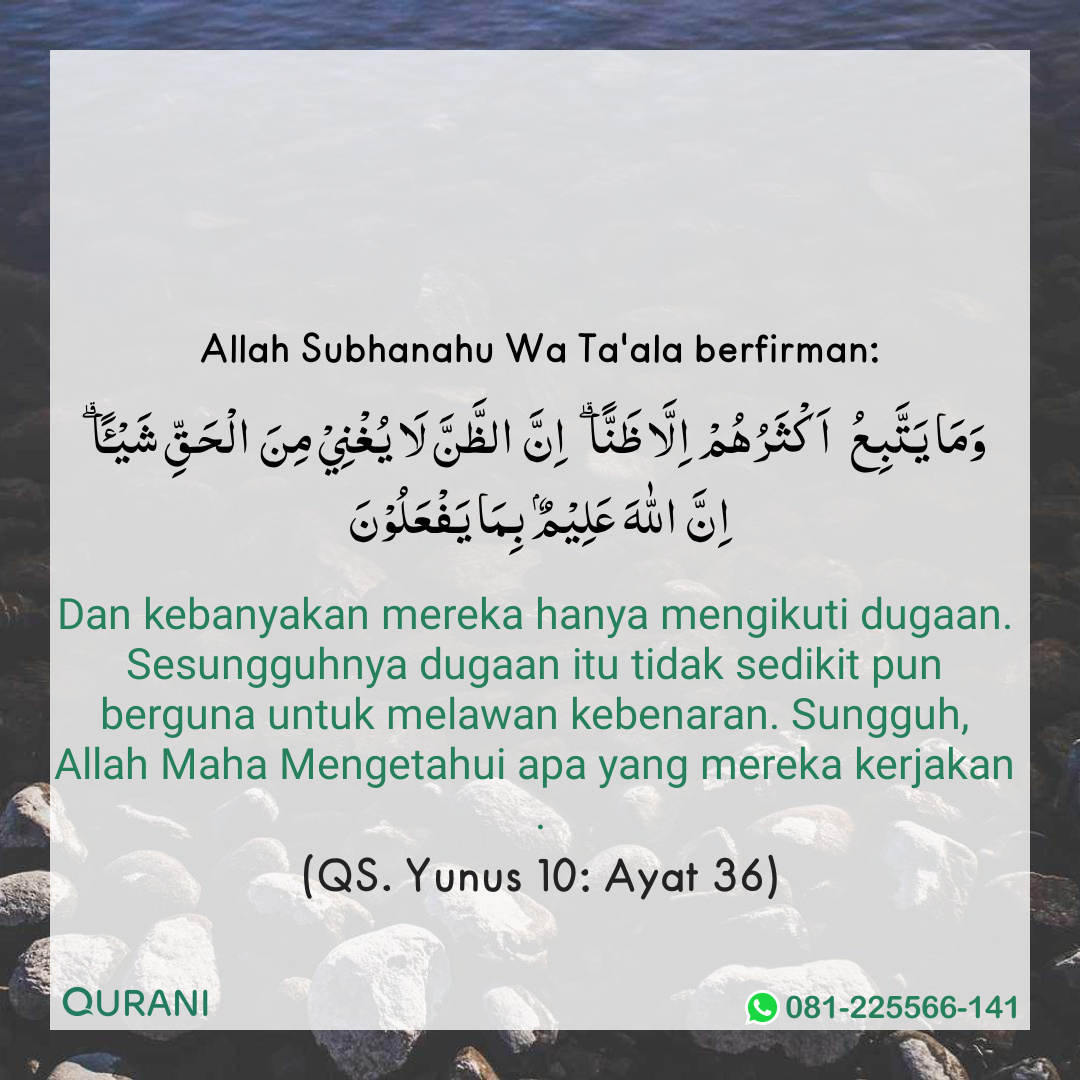 Allah Subhanahu Wa Ta'ala berfirman:
وَمَا يَتَّبِعُ اَكْثَرُهُمْ اِلَّا ظَنًّاۗ اِنَّ الظَّنَّ لَا يُغْنِيْ مِنَ الْحَقِّ شَيْـًٔاۗ
اِنَّ اللّٰهَ عَلِيْمٌۢ بِمَا يَفْعَلُوْنَ
Dan kebanyakan mereka hanya mengikuti dugaan.
Sesungguhnya dugaan itu tidak sedikit pun
berguna untuk melawan kebenaran. Sungguh,
Allah Maha Mengetahui apa yang mereka kerjakan
.
(QS. Yunus 10: Ayat 36)
QURANI
081-225566-141